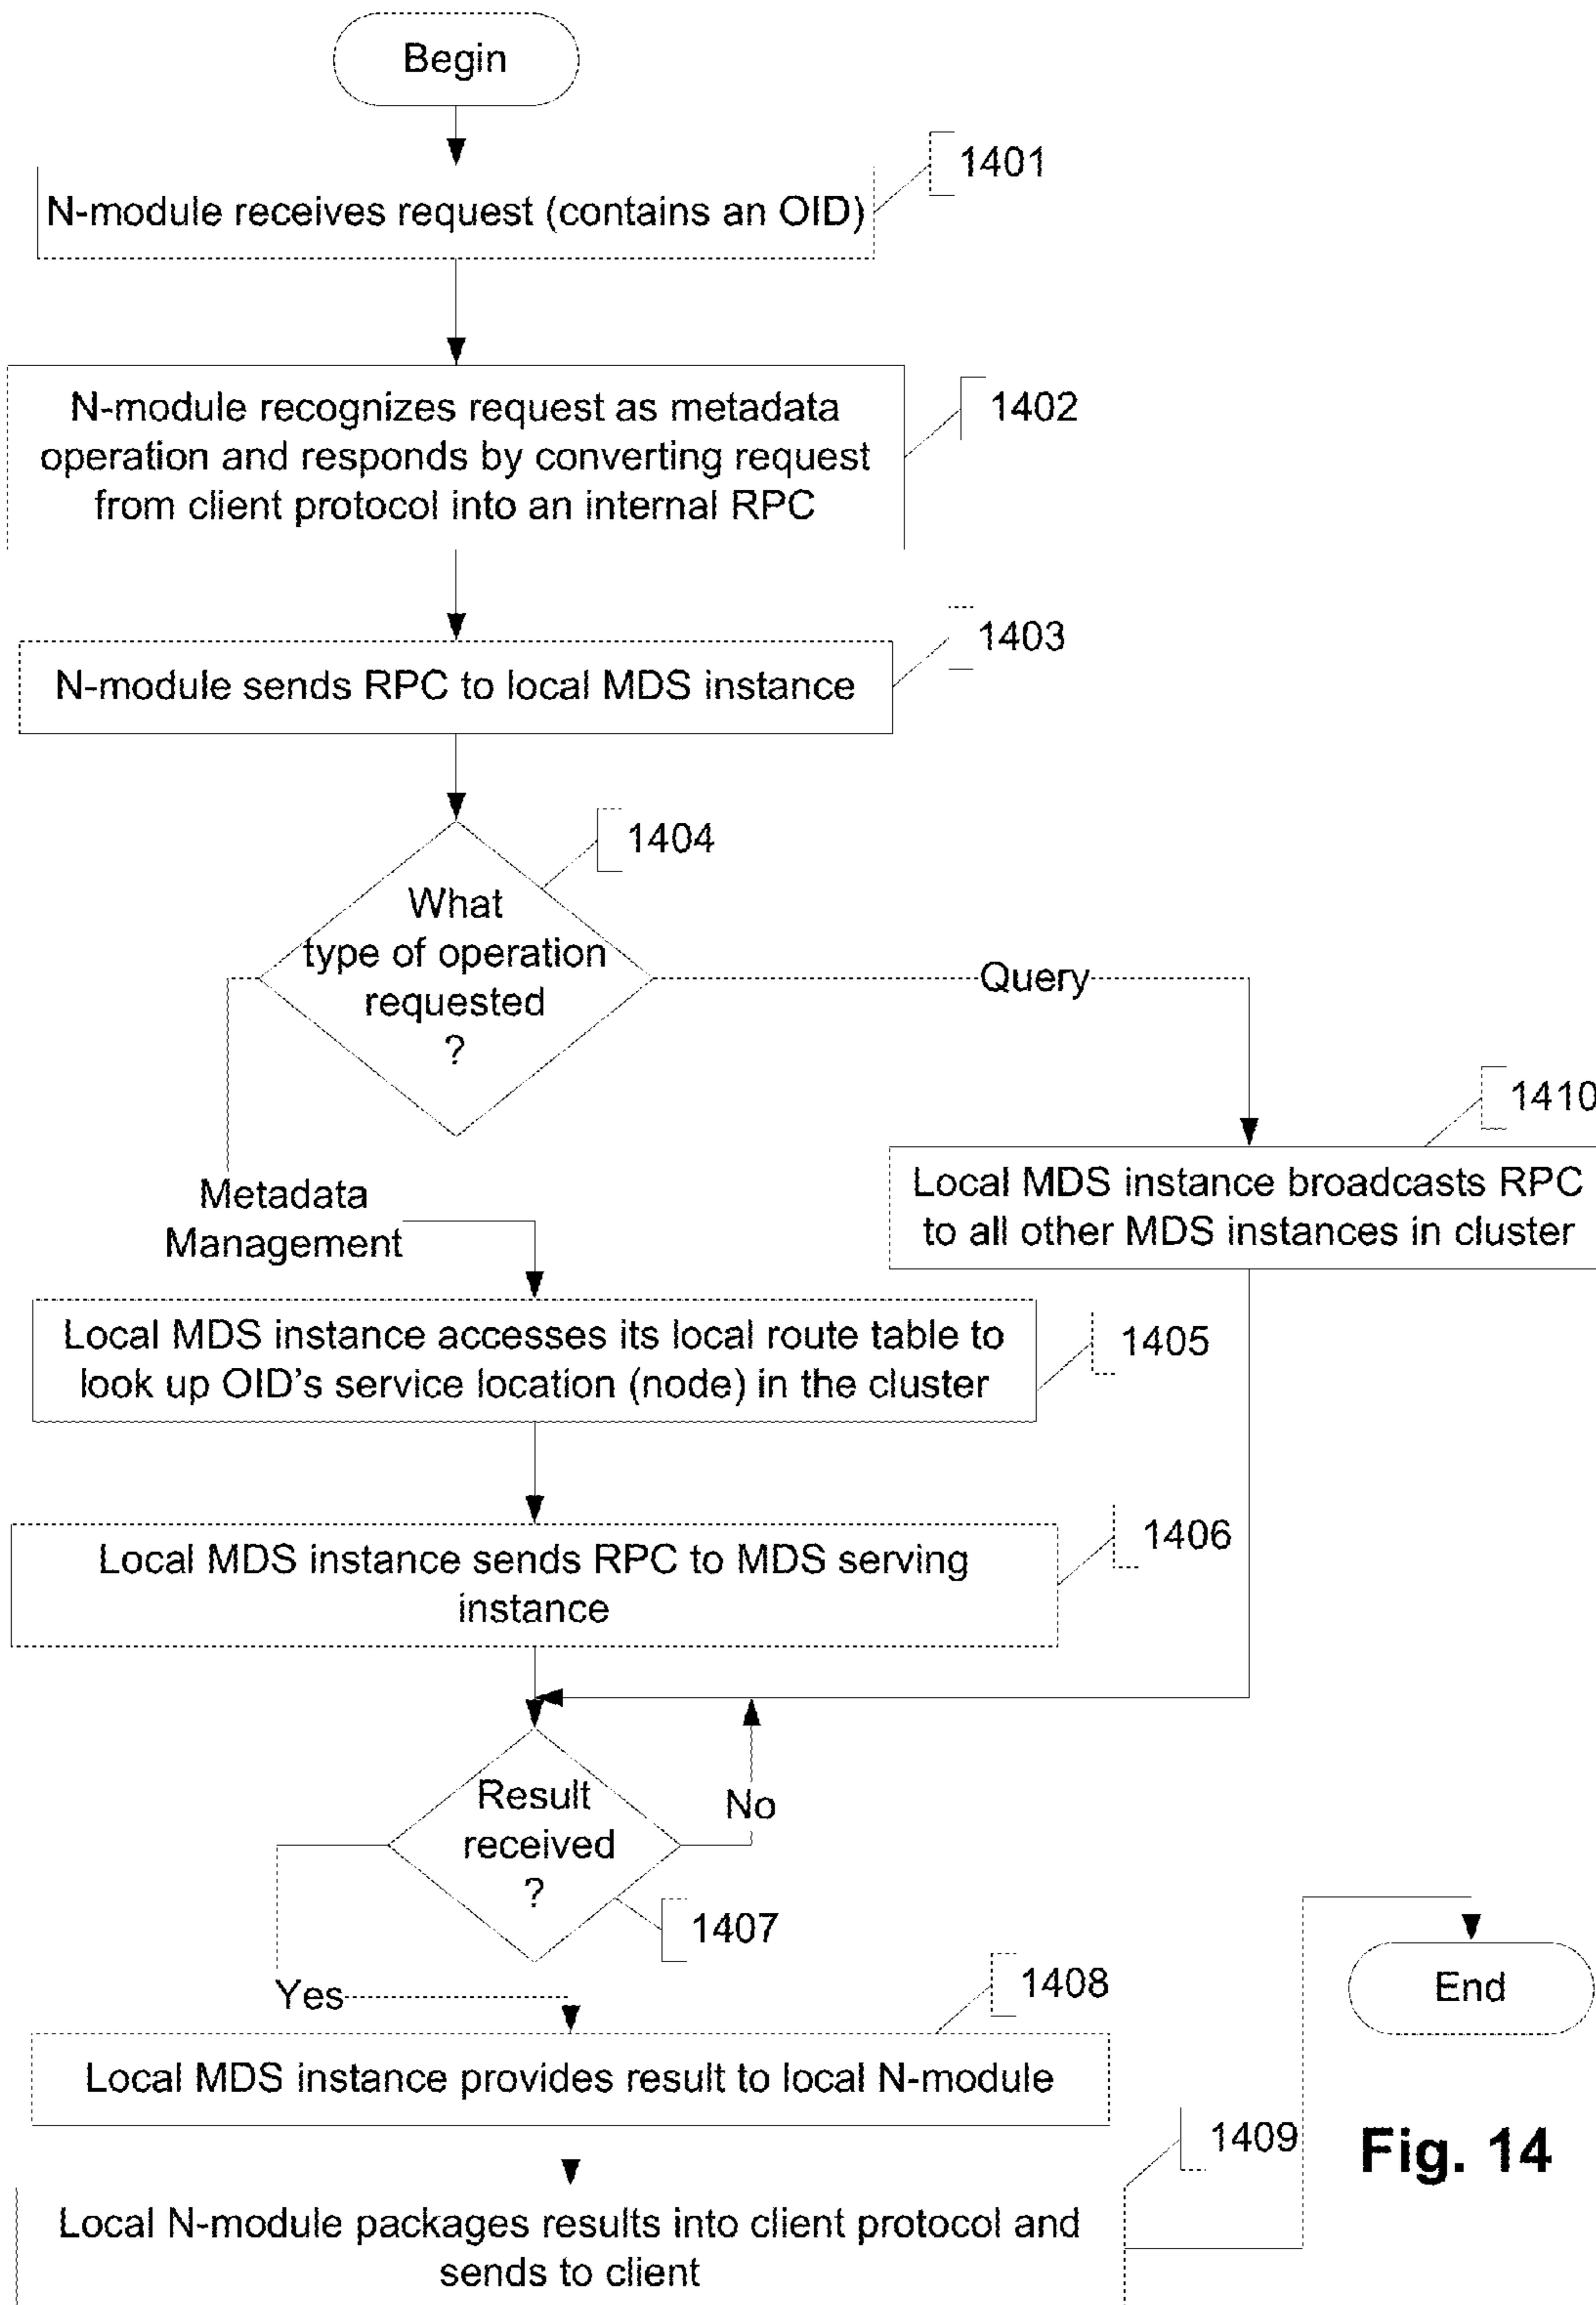 Begin
1401
N-module receives request (contains an OID)
1402
N-module recognizes request as metadata
operation and responds by converting request
from client protocol into an internal RPC
1403
N-module sends RPC to local MDS instance
1404
What
type of operation
requested
?
Query
1410
Local MDS instance broadcasts RPC
to all other MDS instances in cluster
Metadata
Management
Local MDS instance accesses its local route table to
look up OID's service location (node) in the cluster
1405
1406
Local MDS instance sends RPC to MDS serving
instance
Result
received
?
No
1407
Yes
1408
End
Local MDS instance provides result to local N-module
1409
Fig. 14
Local N-module packages results into client protocol and
sends to client